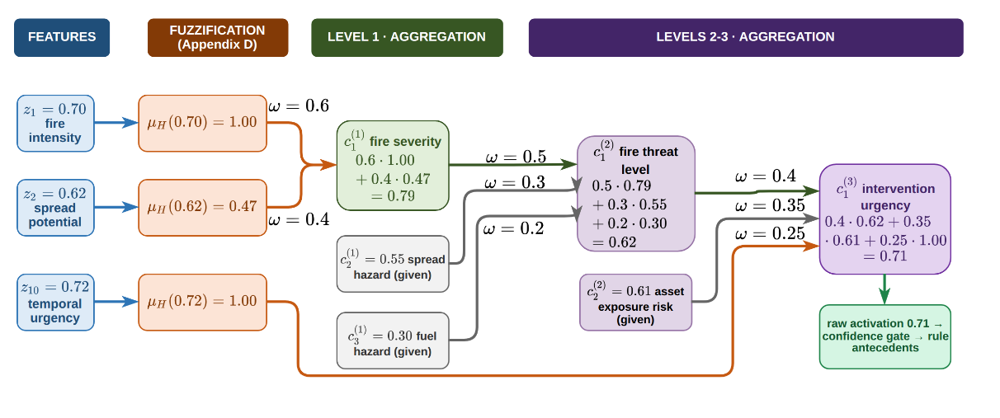 FEATURES
FUZZIFICATION
(Appendix D)
LEVEL 1 · AGGREGATION
LEVELS 2-3 · AGGREGATION
z₁ = 0.70
fire
intensity
μ_H(0.70) = 1.00
ω = 0.6
z₂ = 0.62
spread
potential
μ_H(0.62) = 0.47
ω = 0.4
z₁₀ = 0.72
temporal
urgency
μ_H(0.72) = 1.00
c₁⁽¹⁾ fire severity
0.6 · 1.00
+ 0.4 · 0.47
= 0.79
c₂⁽¹⁾ = 0.55 spread
hazard (given)
c₃⁽¹⁾ = 0.30 fuel
hazard (given)
ω = 0.5
ω = 0.3
ω = 0.2
c₁⁽²⁾ fire threat
level
0.5 · 0.79
+ 0.3 · 0.55
+ 0.2 · 0.30
= 0.62
c₂⁽²⁾ = 0.61 asset
exposure risk
(given)
ω = 0.4
ω = 0.35
ω = 0.25
c₁⁽³⁾ intervention
urgency
0.4 · 0.62 + 0.35
· 0.61 + 0.25 · 1.00
= 0.71
raw activation 0.71 →
confidence gate → rule
antecedents